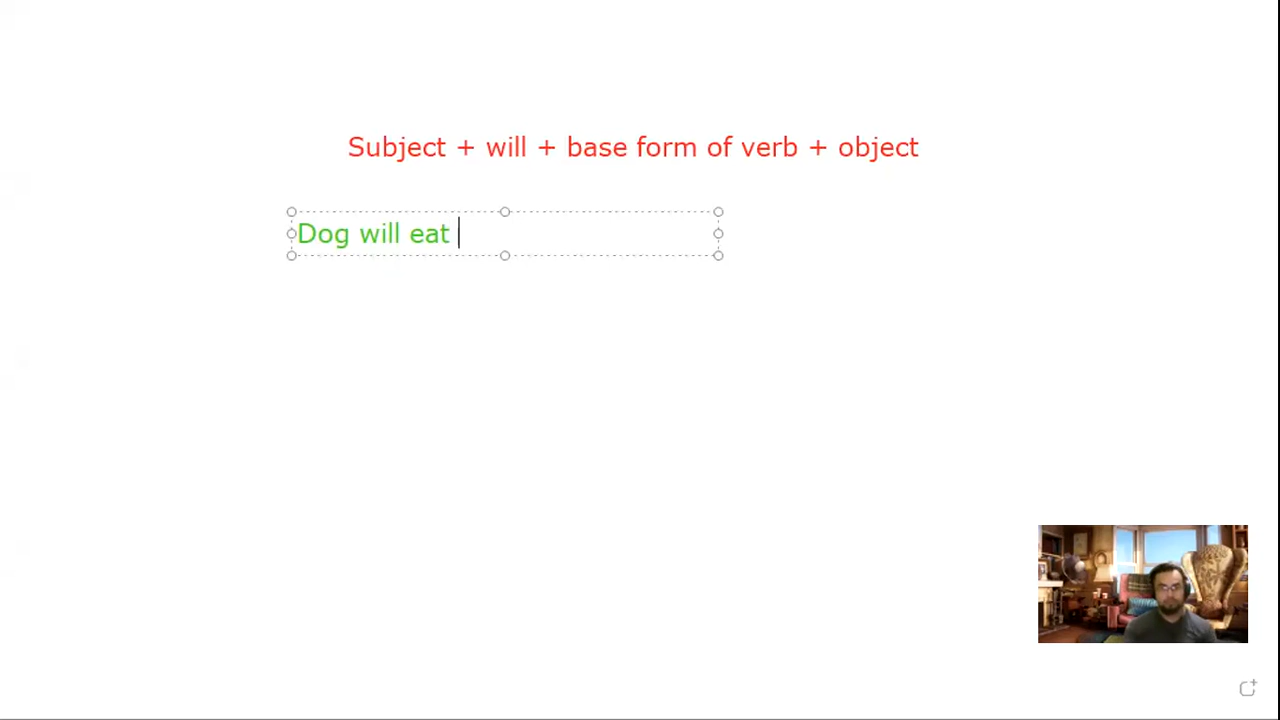 Subject + will + base form of verb + object
Dog will eat